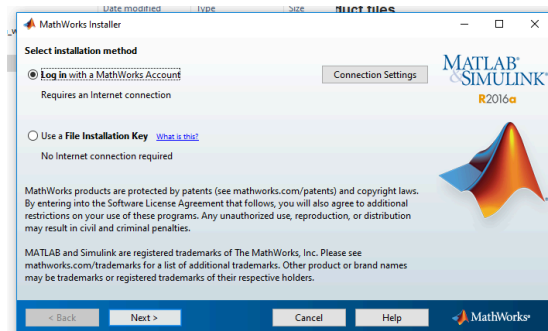 Date modified Type Size duct files
MathWorks Installer
Select installation method
Log in with a MathWorks Account
Connection Settings
Requires an Internet connection
MATLAB®
&SIMULINK®
R2016a
Use a File Installation Key What is this?
No Internet connection required
MathWorks products are protected by patents (see mathworks.com/patents) and copyright laws.
By entering into the Software License Agreement that follows, you will also agree to additional
restrictions on your use of these programs. Any unauthorized use, reproduction, or distribution
may result in civil and criminal penalties.
MATLAB and Simulink are registered trademarks of The MathWorks, Inc. Please see
mathworks.com/trademarks for a list of additional trademarks. Other product or brand names
may be trademarks or registered trademarks of their respective holders.
< Back Next > Cancel Help MathWorks®